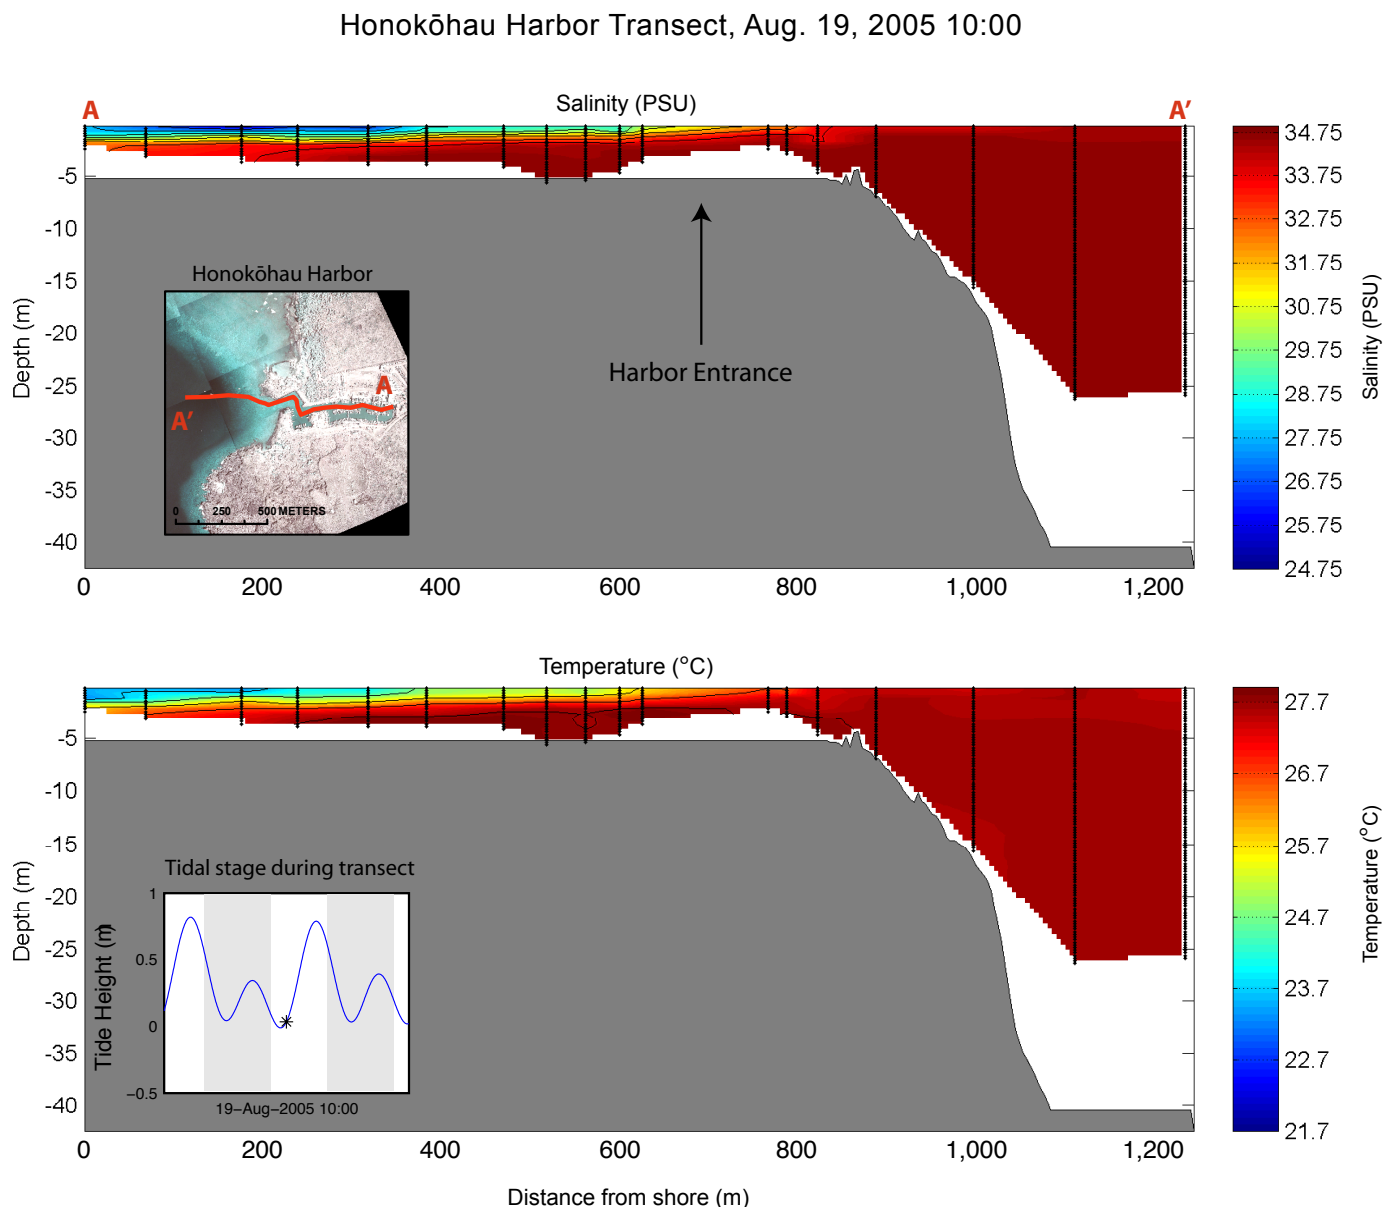 Honokōhau Harbor Transect, Aug. 19, 2005 10:00
A
Salinity (PSU)
A′
-5
-10
-15
-20
-25
-30
-35
-40
Depth (m)
0
200
400
600
800
1,000
1,200
Harbor Entrance
Honokōhau Harbor
A
A′
0 250 500 METERS
34.75
33.75
32.75
31.75
30.75
29.75
28.75
27.75
26.75
25.75
24.75
Salinity (PSU)
Temperature (°C)
-5
-10
-15
-20
-25
-30
-35
-40
Depth (m)
Tidal stage during transect
1
0.5
0
−0.5
Tide Height (m)
19−Aug−2005 10:00
0
200
400
600
800
1,000
1,200
Distance from shore (m)
27.7
26.7
25.7
24.7
23.7
22.7
21.7
Temperature (°C)